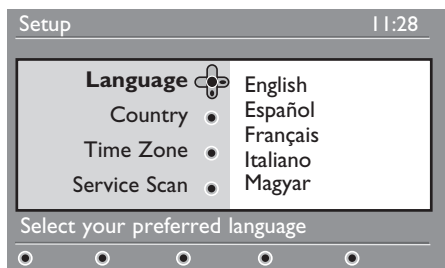 Setup 11:28
Language
Country
Time Zone
Service Scan
English
Español
Français
Italiano
Magyar
Select your preferred language